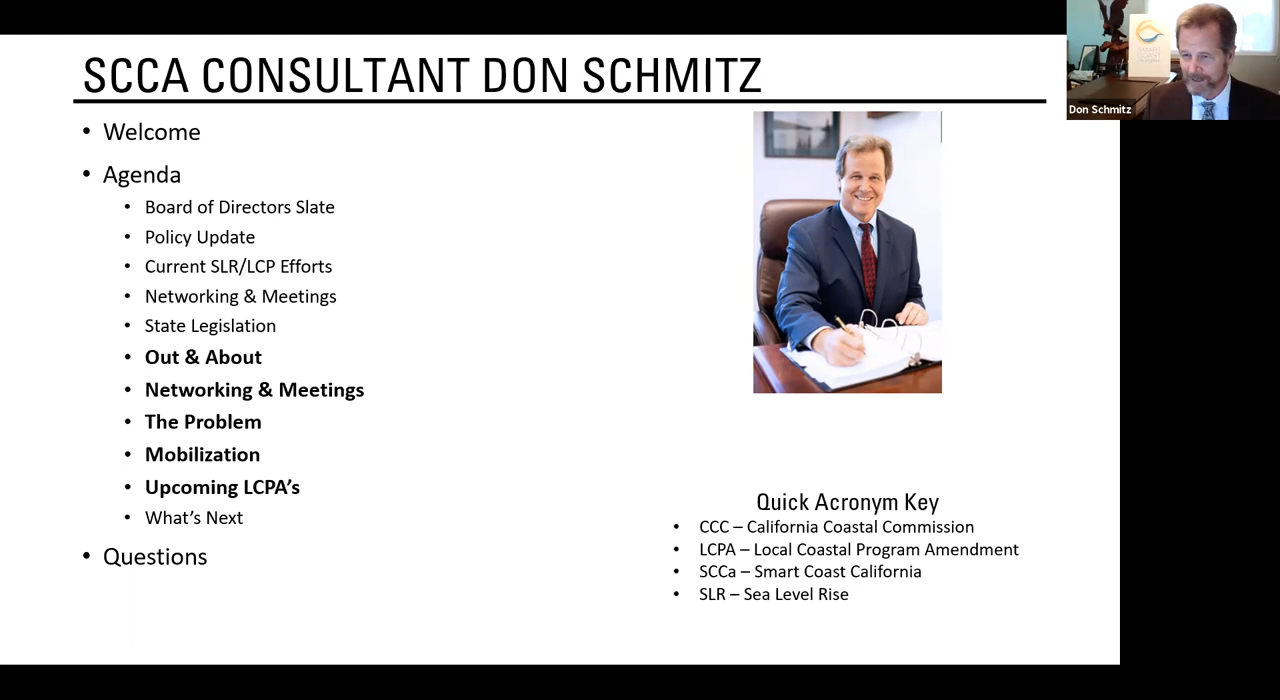 SCCA CONSULTANT DON SCHMITZ
• Welcome
• Agenda
• Board of Directors Slate
• Policy Update
• Current SLR/LCP Efforts
• Networking & Meetings
• State Legislation
• Out & About
• Networking & Meetings
• The Problem
• Mobilization
• Upcoming LCPA’s
• What’s Next
• Questions
Quick Acronym Key
• CCC – California Coastal Commission
• LCPA – Local Coastal Program Amendment
• SCCa – Smart Coast California
• SLR – Sea Level Rise
SMART
COAST
Don Schmitz